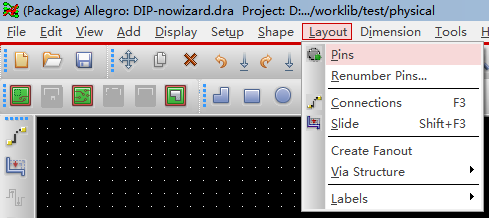 (Package) Allegro: DIP-nowizard.dra Project: D:.../worklib/test/physical
File Edit View Add Display Setup Shape Layout Dimension Tools H
Pins
Renumber Pins...
Connections F3
Slide Shift+F3
Create Fanout
Via Structure
Labels